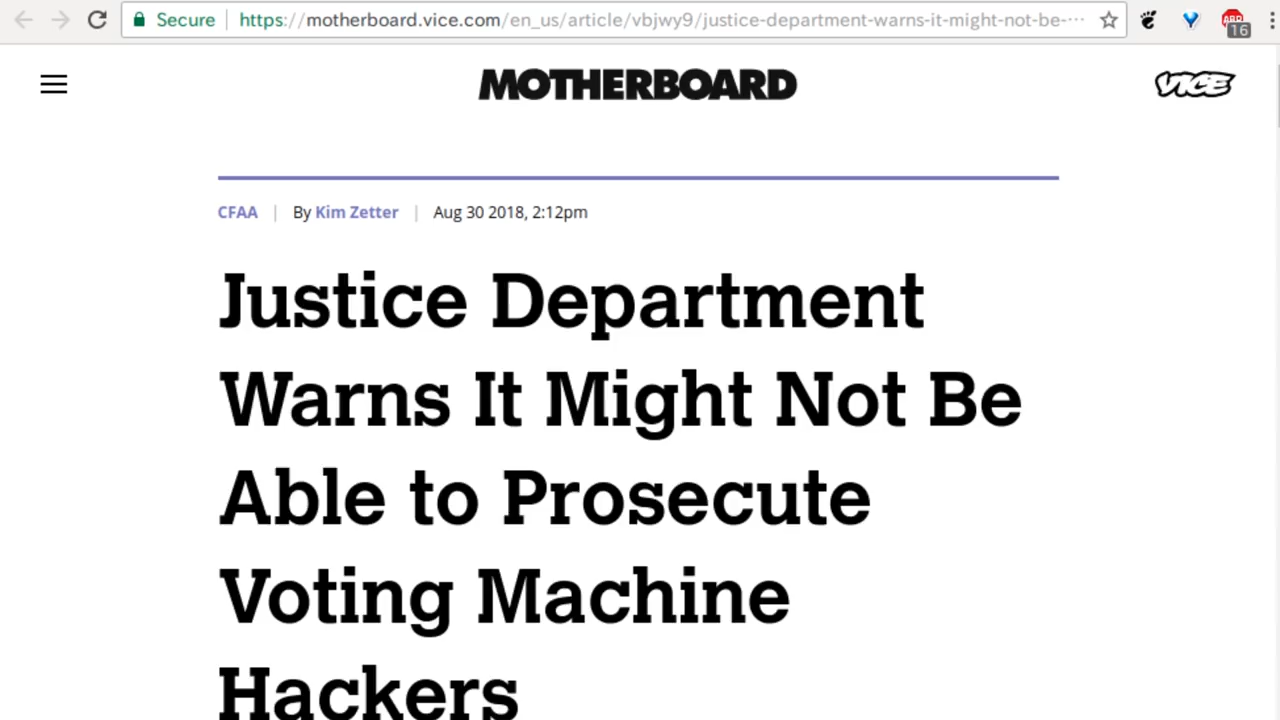 Secure https://motherboard.vice.com/en_us/article/vbjwy9/justice-department-warns-it-might-not-be-… ABP 16
MOTHERBOARD VICE
CFAA | By Kim Zetter | Aug 30 2018, 2:12pm
Justice Department
Warns It Might Not Be
Able to Prosecute
Voting Machine
Hackers